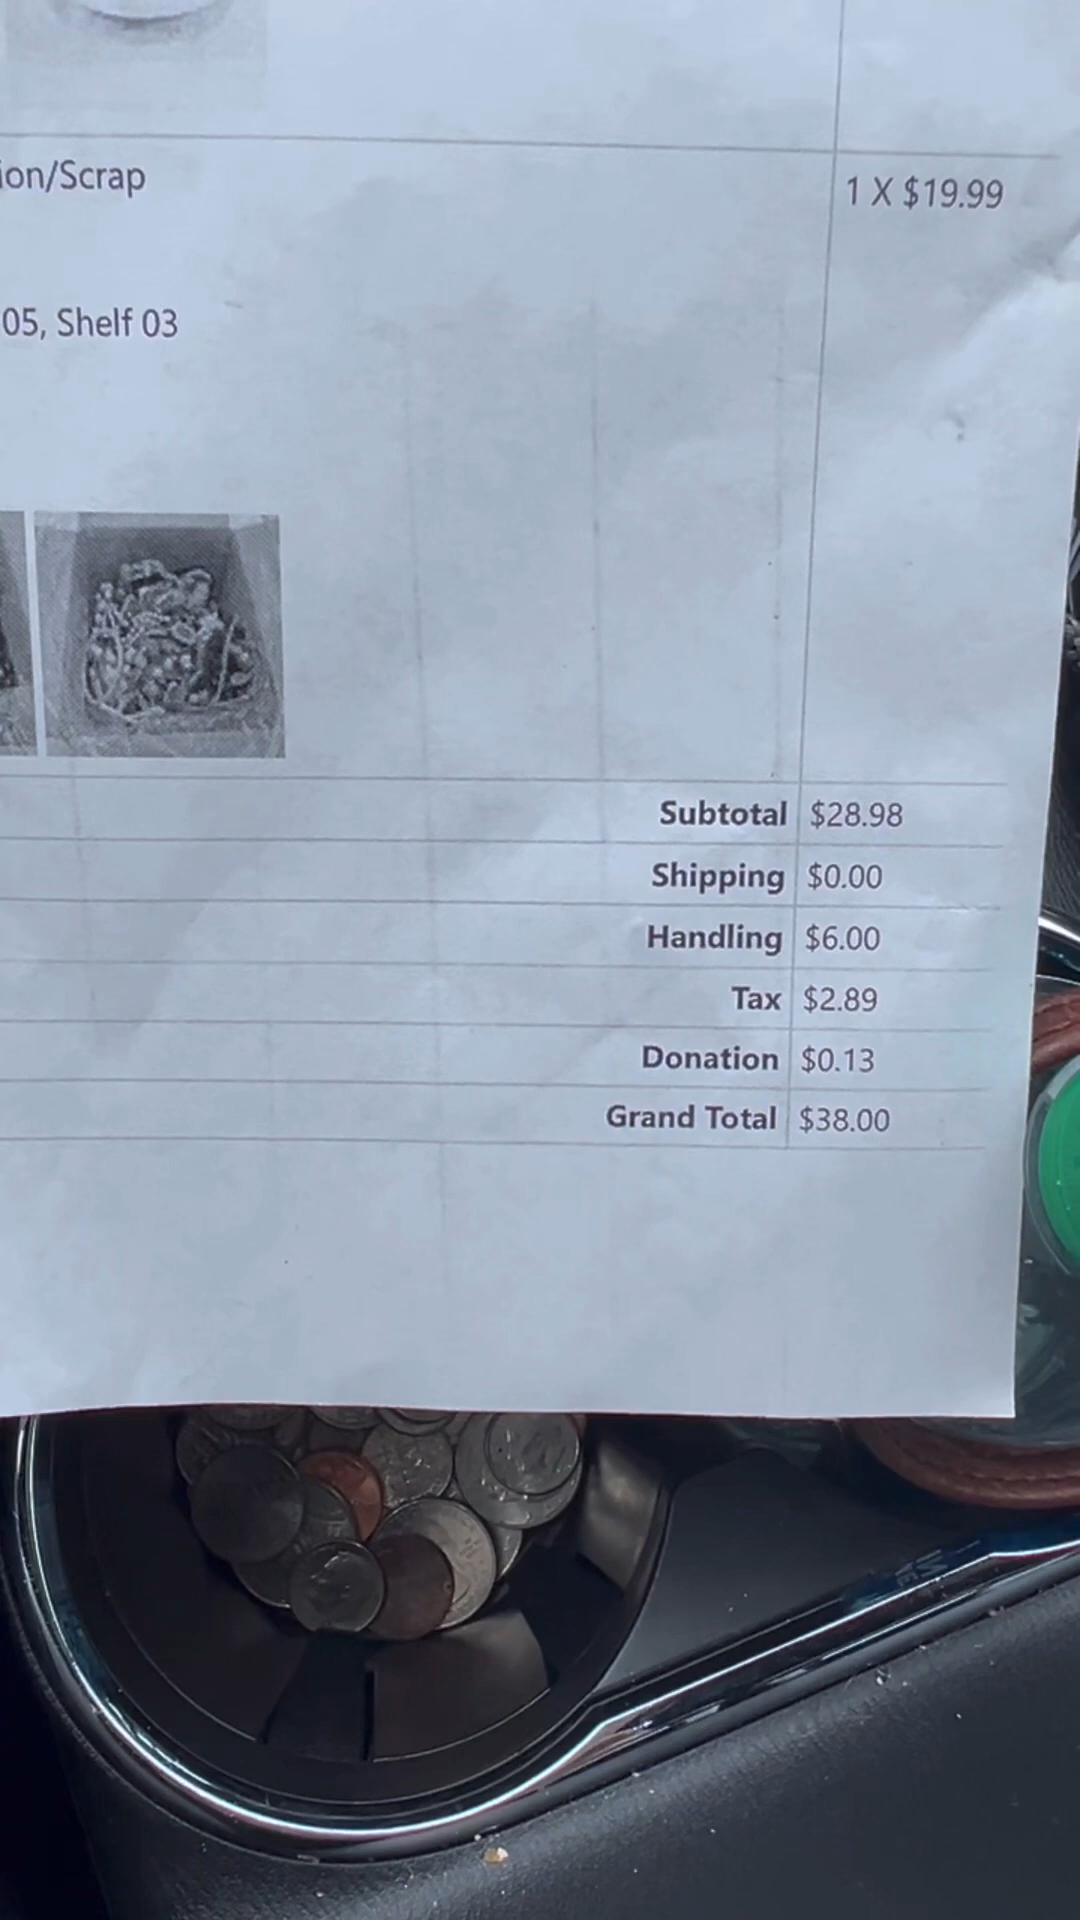 ion/Scrap
1 X $19.99
05, Shelf 03
Subtotal $28.98
Shipping $0.00
Handling $6.00
Tax $2.89
Donation $0.13
Grand Total $38.00